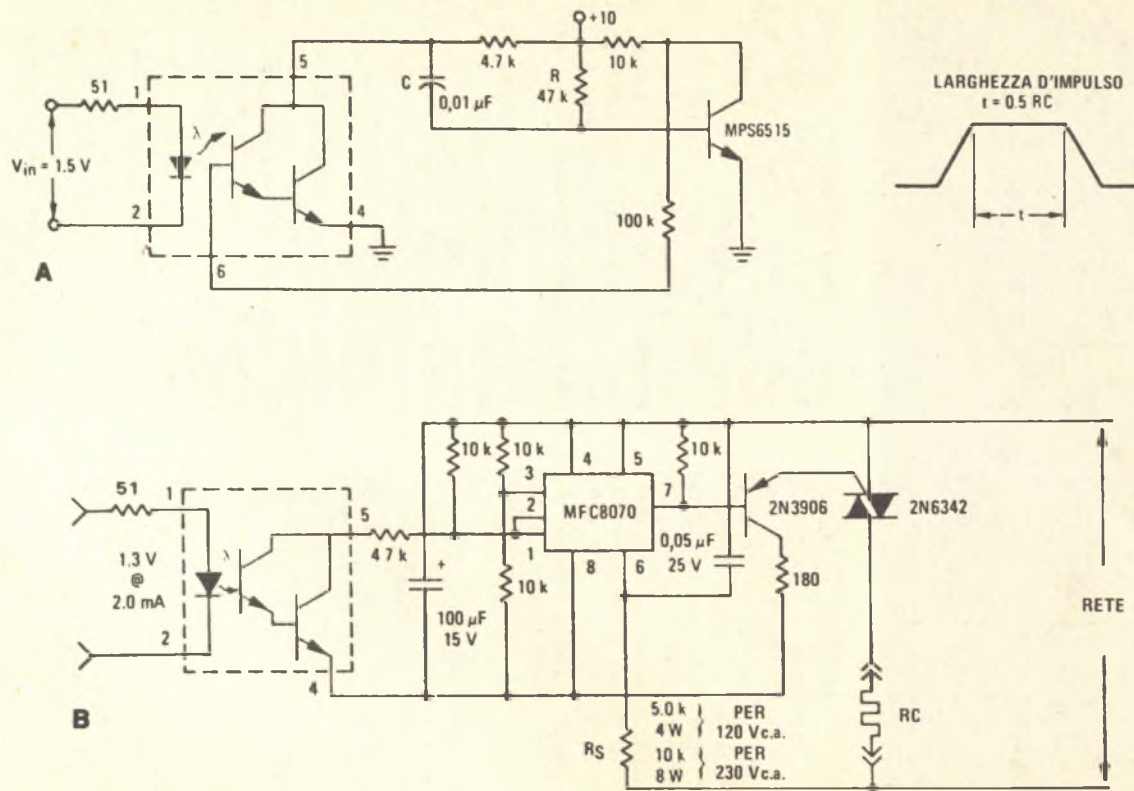 +10
5
51
1
C
0,01 µF
4.7 k
R
47 k
10 k
MPS6515
Vin = 1.5 V
λ
2
4
6
100 k
A
LARGHEZZA D'IMPULSO
t = 0.5 RC
t
51
1
1.3 V
@
2.0 mA
2
λ
5
4.7 k
4
+
100 µF
15 V
10 k
10 k
10 k
3
2
1
4
5
MFC8070
8
6
7
10 k
0,05 µF
25 V
2N3906
180
2N6342
RETE
RC
RS
5.0 k
4 W
PER
120 Vc.a.
10 k
8 W
PER
230 Vc.a.
B